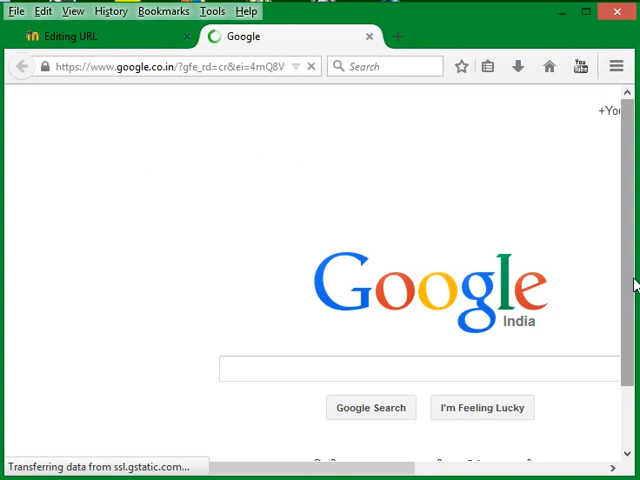 File Edit View History Bookmarks Tools Help
Editing URL
Google
https://www.google.co.in/?gfe_rd=cr&ei=4mQ8V
Search
You
+You
Google
India
Google Search
I'm Feeling Lucky
Transferring data from ssl.gstatic.com...